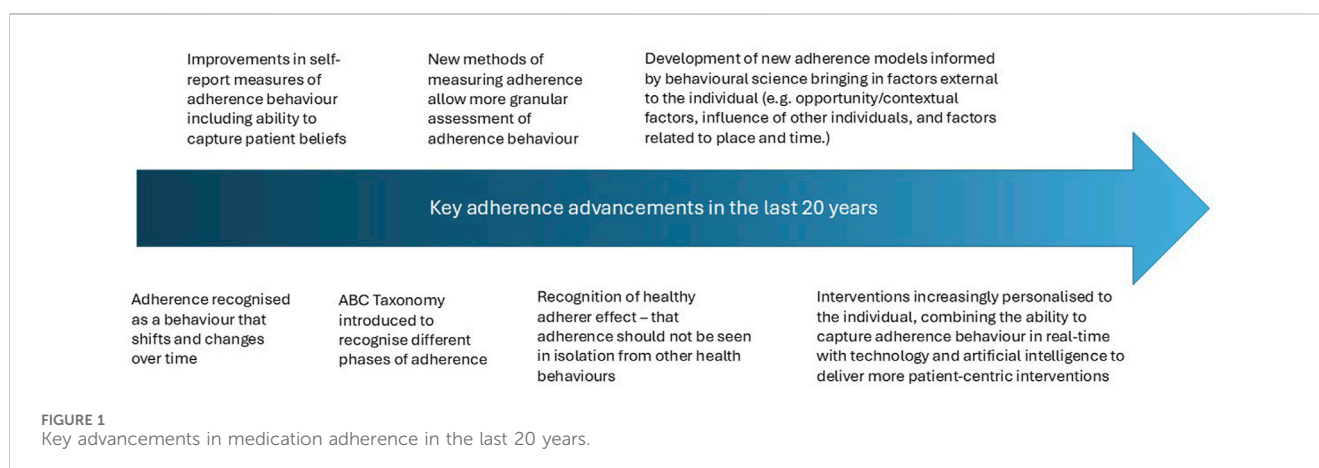 Improvements in self-
report measures of
adherence behaviour
including ability to
capture patient beliefs
New methods of
measuring adherence
allow more granular
assessment of
adherence behaviour
Development of new adherence models informed
by behavioural science bringing in factors external
to the individual (e.g. opportunity/contextual
factors, influence of other individuals, and factors
related to place and time.)
Key adherence advancements in the last 20 years
Adherence recognised
as a behaviour that
shifts and changes
over time
ABC Taxonomy
introduced to
recognise different
phases of adherence
Recognition of healthy
adherer effect – that
adherence should not be seen
in isolation from other health
behaviours
Interventions increasingly personalised to
the individual, combining the ability to
capture adherence behaviour in real-time
with technology and artificial intelligence to
deliver more patient-centric interventions
FIGURE 1
Key advancements in medication adherence in the last 20 years.